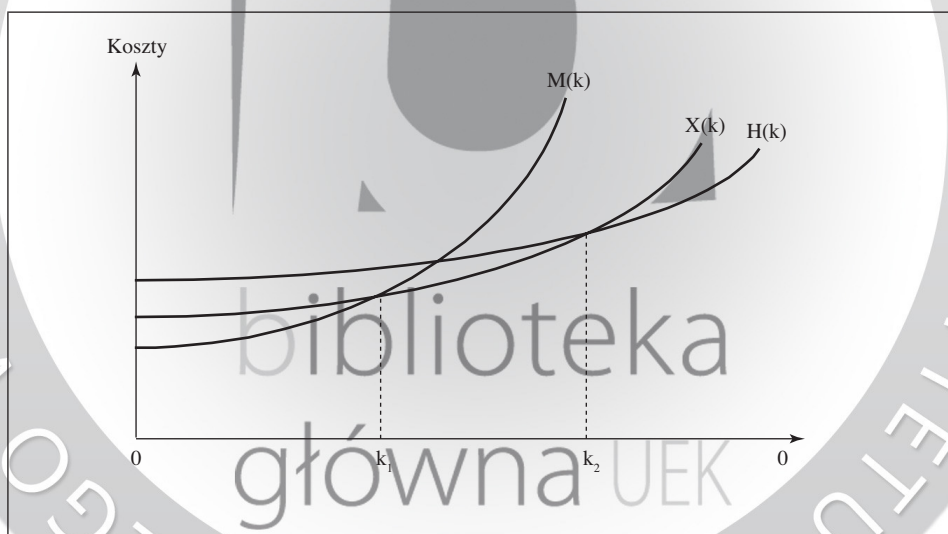 Koszty
M(k)
X(k)
H(k)
biblioteka
0
k₁
k₂
0
główna UEK